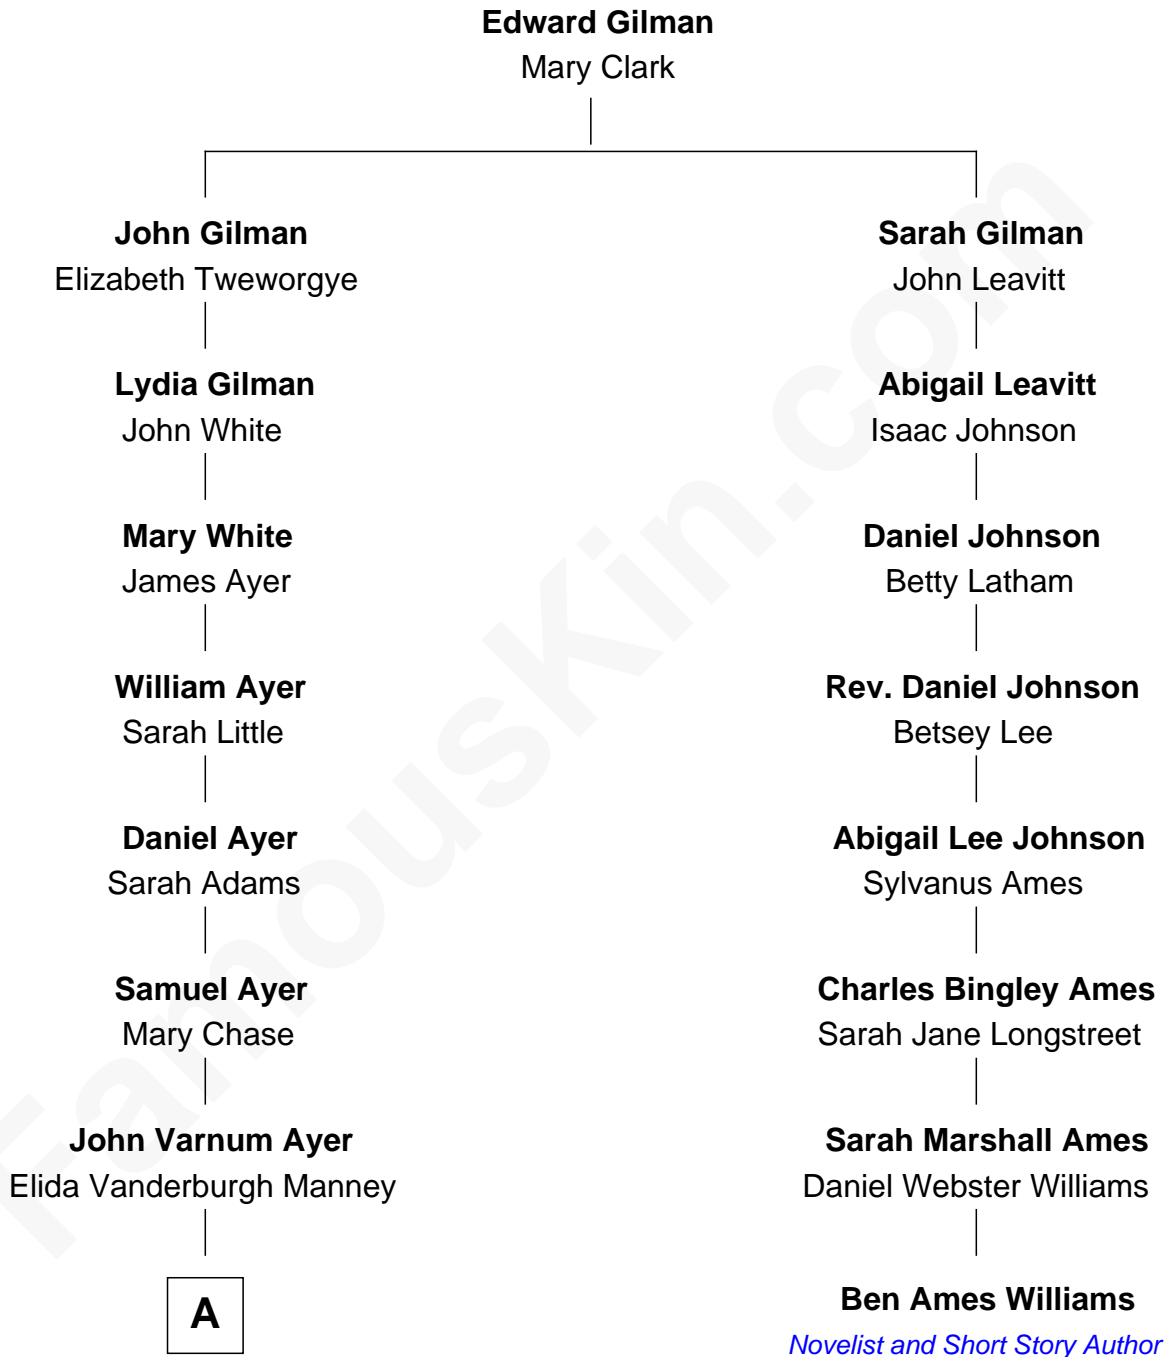 Edward Gilman
Mary Clark
John Gilman
Elizabeth Tweworgye
Lydia Gilman
John White
Mary White
James Ayer
William Ayer
Sarah Little
Daniel Ayer
Sarah Adams
Samuel Ayer
Mary Chase
John Varnum Ayer
Elida Vanderburgh Manney
A
Sarah Gilman
John Leavitt
Abigail Leavitt
Isaac Johnson
Daniel Johnson
Betty Latham
Rev. Daniel Johnson
Betsey Lee
Abigail Lee Johnson
Sylvanus Ames
Charles Bingley Ames
Sarah Jane Longstreet
Sarah Marshall Ames
Daniel Webster Williams
Ben Ames Williams
Novelist and Short Story Author
FamousKin.com